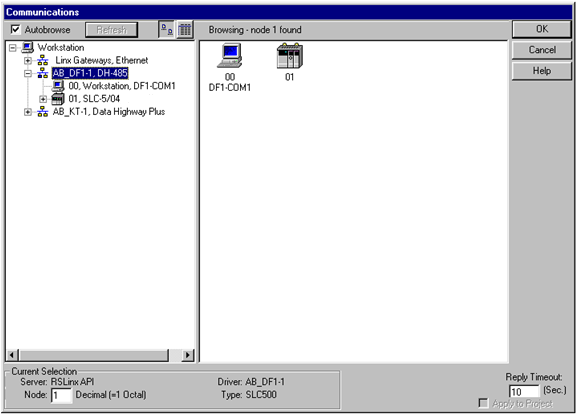 Communications
Autobrowse Refresh Browsing - node 1 found
OK
Cancel
Help
Workstation
Linx Gateways, Ethernet
AB_DF1-1, DH-485
00, Workstation, DF1-COM1
01, SLC-5/04
AB_KT-1, Data Highway Plus
00
DF1-COM1
01
Current Selection
Server: RSLinx API Driver: AB_DF1-1
Node: 1 Decimal (=1 Octal) Type: SLC500
Reply Timeout:
10 (Sec.)
Apply to Project